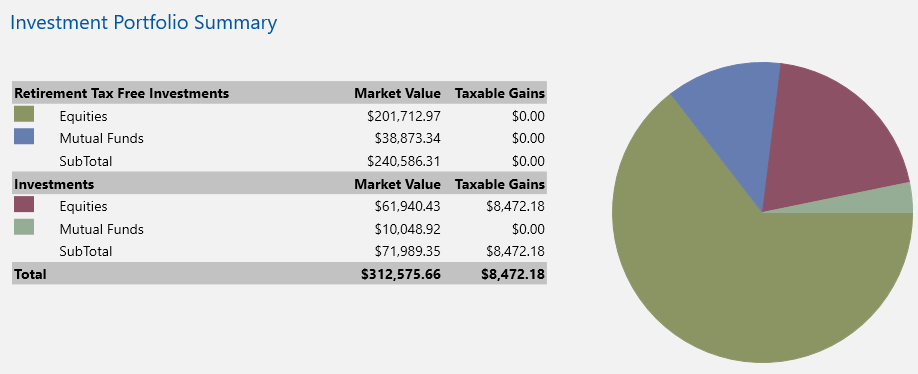 Investment Portfolio Summary
Retirement Tax Free Investments Market Value Taxable Gains
Equities $201,712.97 $0.00
Mutual Funds $38,873.34 $0.00
SubTotal $240,586.31 $0.00
Investments Market Value Taxable Gains
Equities $61,940.43 $8,472.18
Mutual Funds $10,048.92 $0.00
SubTotal $71,989.35 $8,472.18
Total $312,575.66 $8,472.18